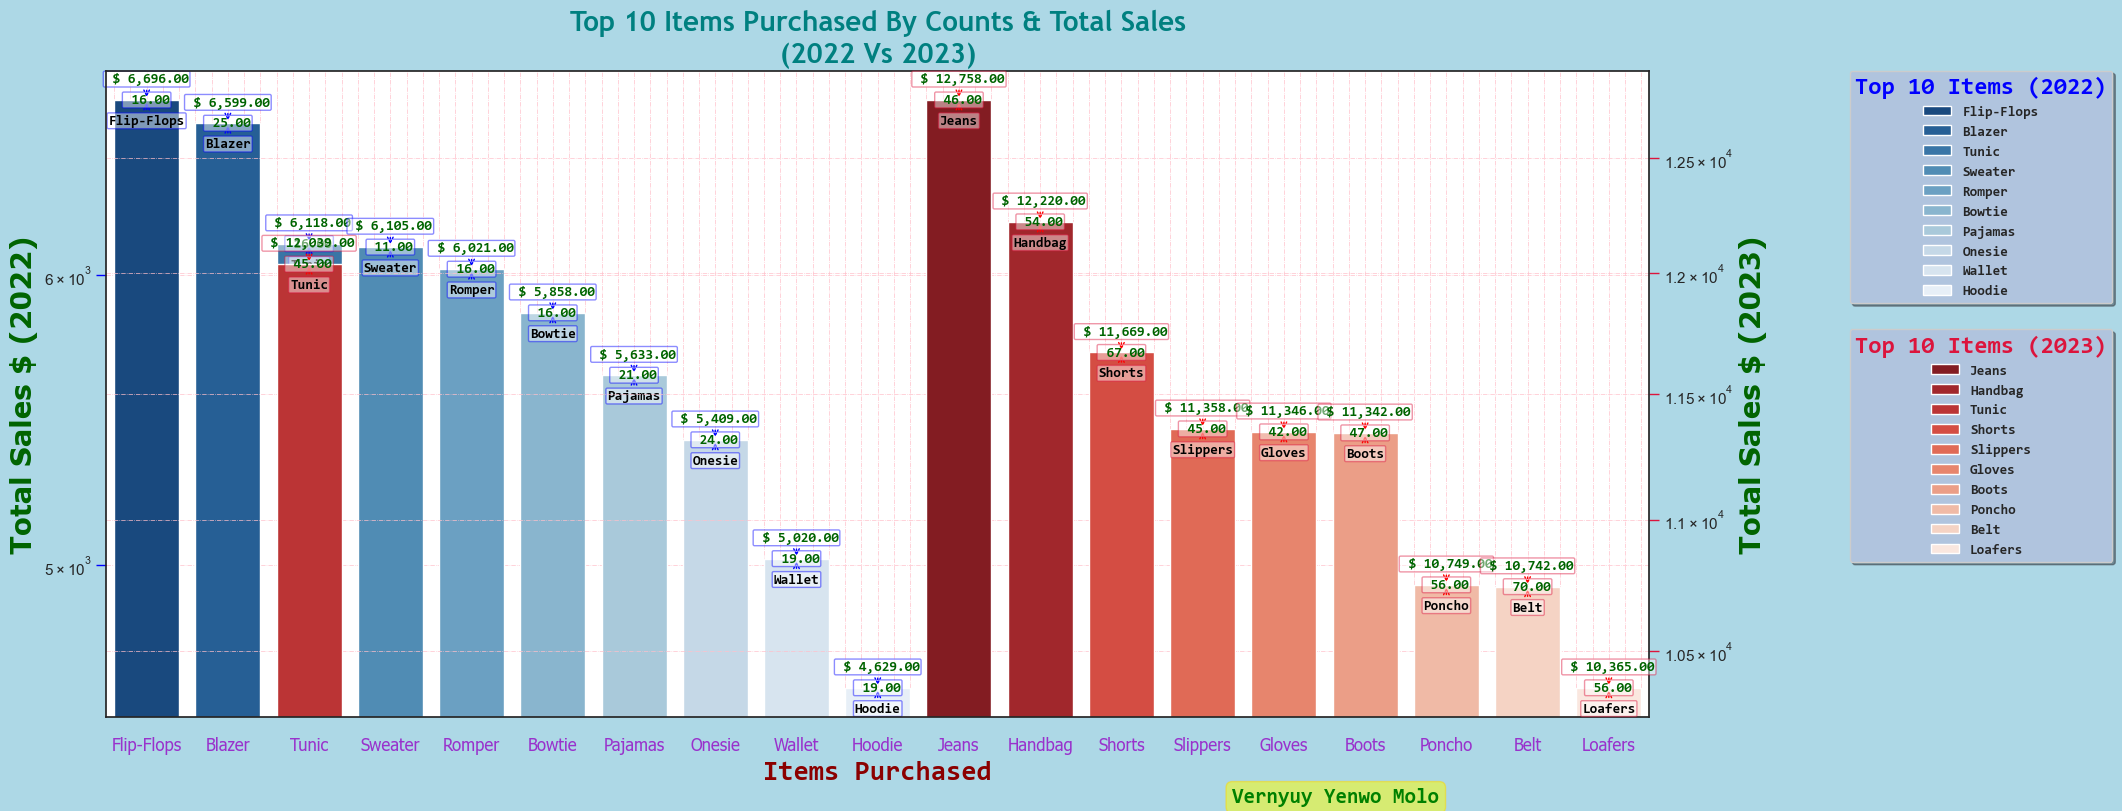 Top 10 Items Purchased By Counts & Total Sales
(2022 Vs 2023)
Total Sales $ (2022)
6 × 10³
5 × 10³
$ 6,696.00
16.00
Flip-Flops
$ 6,599.00
25.00
Blazer
$ 6,118.00
$ 12,039.00
45.00
Tunic
$ 6,105.00
11.00
Sweater
$ 6,021.00
16.00
Romper
$ 5,858.00
16.00
Bowtie
$ 5,633.00
21.00
Pajamas
$ 5,409.00
24.00
Onesie
$ 5,020.00
19.00
Wallet
$ 4,629.00
19.00
Hoodie
$ 12,758.00
46.00
Jeans
$ 12,220.00
54.00
Handbag
$ 11,669.00
67.00
Shorts
$ 11,358.00
45.00
Slippers
$ 11,346.00
42.00
Gloves
$ 11,342.00
47.00
Boots
$ 10,749.00
56.00
Poncho
$ 10,742.00
70.00
Belt
$ 10,365.00
56.00
Loafers
1.25 × 10⁴
1.2 × 10⁴
1.15 × 10⁴
1.1 × 10⁴
1.05 × 10⁴
Total Sales $ (2023)
Flip-Flops Blazer Tunic Sweater Romper Bowtie Pajamas Onesie Wallet Hoodie Jeans Handbag Shorts Slippers Gloves Boots Poncho Belt Loafers
Items Purchased
Vernyuy Yenwo Molo
Top 10 Items (2022)
Flip-Flops
Blazer
Tunic
Sweater
Romper
Bowtie
Pajamas
Onesie
Wallet
Hoodie
Top 10 Items (2023)
Jeans
Handbag
Tunic
Shorts
Slippers
Gloves
Boots
Poncho
Belt
Loafers